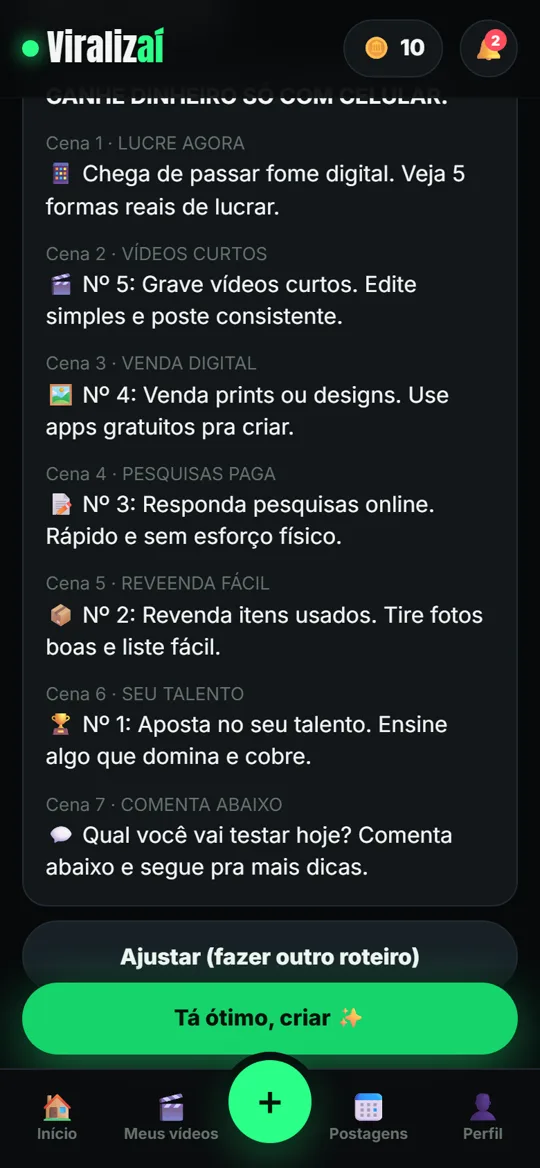 Viralizaí
10
2
GANHE DINHEIRO SÓ COM CELULAR.
Cena 1 · LUCRE AGORA
Chega de passar fome digital. Veja 5
formas reais de lucrar.
Cena 2 · VÍDEOS CURTOS
Nº 5: Grave vídeos curtos. Edite
simples e poste consistente.
Cena 3 · VENDA DIGITAL
Nº 4: Venda prints ou designs. Use
apps gratuitos pra criar.
Cena 4 · PESQUISAS PAGA
Nº 3: Responda pesquisas online.
Rápido e sem esforço físico.
Cena 5 · REVEENDA FÁCIL
Nº 2: Revenda itens usados. Tire fotos
boas e liste fácil.
Cena 6 · SEU TALENTO
Nº 1: Aposta no seu talento. Ensine
algo que domina e cobre.
Cena 7 · COMENTA ABAIXO
Qual você vai testar hoje? Comenta
abaixo e segue pra mais dicas.
Ajustar (fazer outro roteiro)
Tá ótimo, criar
Início
Meus vídeos
+
Postagens
Perfil